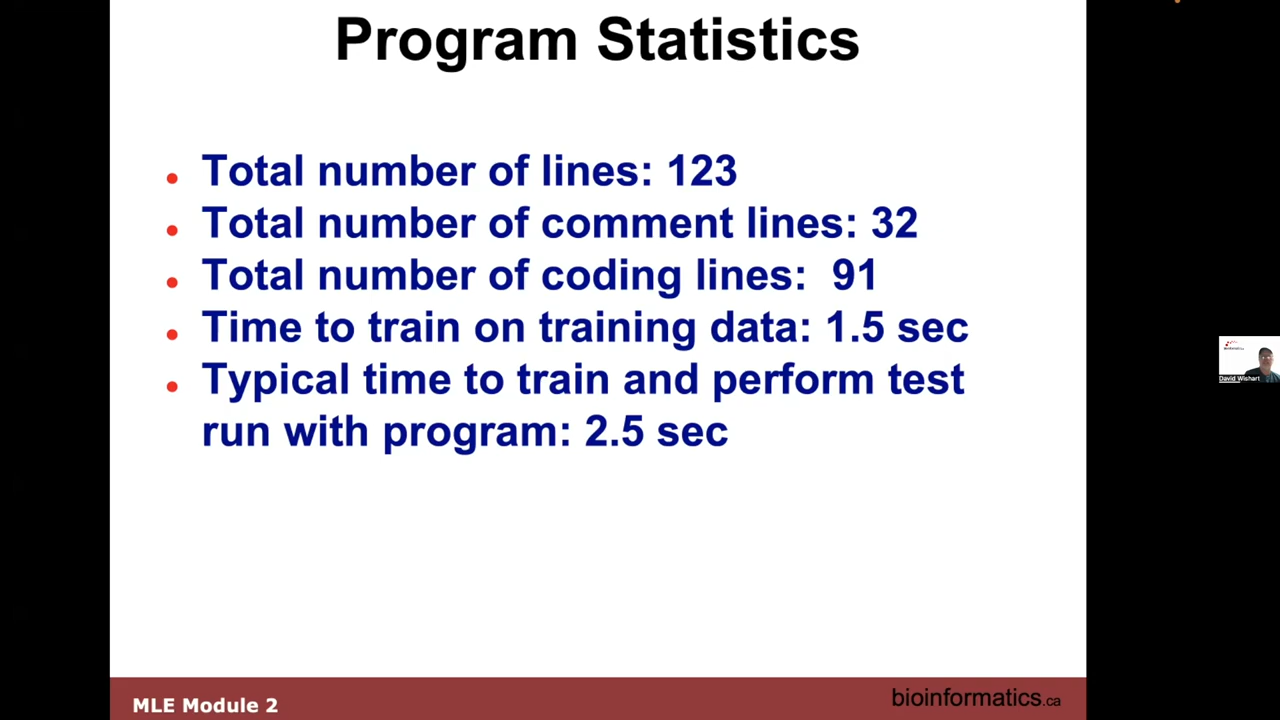 Program Statistics
• Total number of lines: 123
• Total number of comment lines: 32
• Total number of coding lines:  91
• Time to train on training data: 1.5 sec
• Typical time to train and perform test
run with program: 2.5 sec
David Wishart
MLE Module 2
bioinformatics.ca